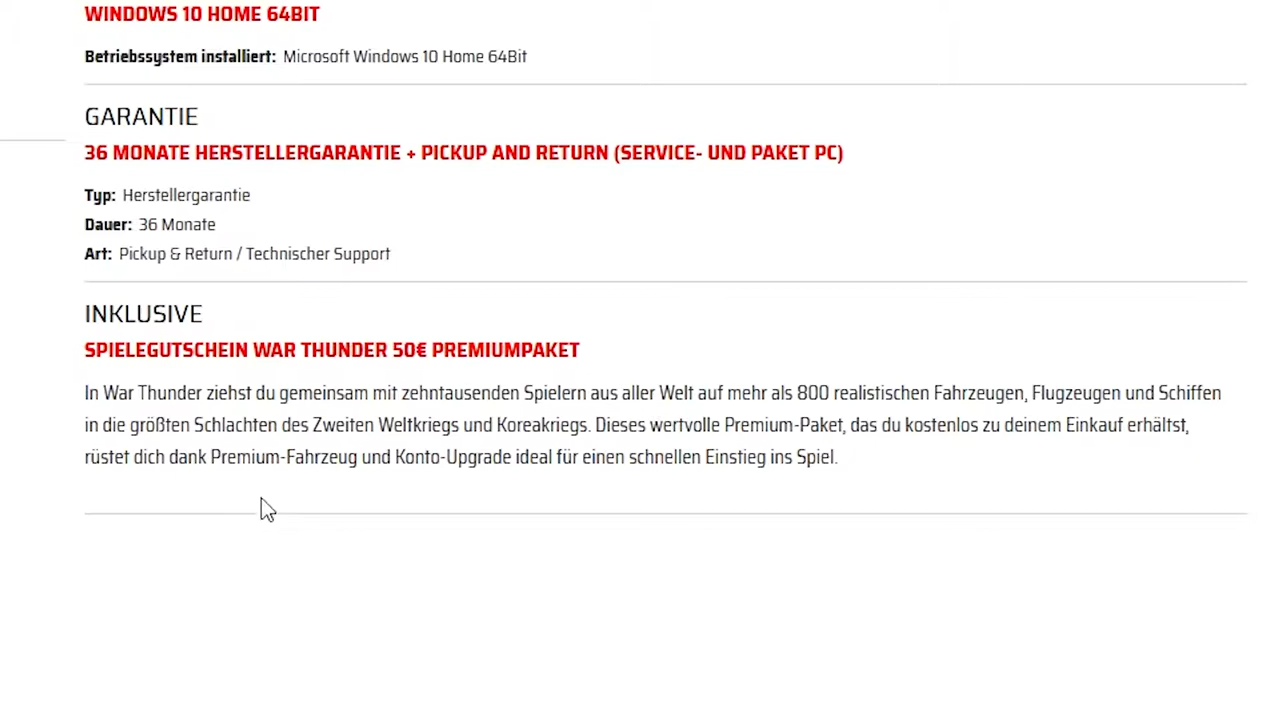 WINDOWS 10 HOME 64BIT
Betriebssystem installiert: Microsoft Windows 10 Home 64Bit
GARANTIE
36 MONATE HERSTELLERGARANTIE + PICKUP AND RETURN (SERVICE- UND PAKET PC)
Typ: Herstellergarantie
Dauer: 36 Monate
Art: Pickup & Return / Technischer Support
INKLUSIVE
SPIELEGUTSCHEIN WAR THUNDER 50€ PREMIUMPAKET
In War Thunder ziehst du gemeinsam mit zehntausenden Spielern aus aller Welt auf mehr als 800 realistischen Fahrzeugen, Flugzeugen und Schiffen
in die größten Schlachten des Zweiten Weltkriegs und Koreakriegs. Dieses wertvolle Premium-Paket, das du kostenlos zu deinem Einkauf erhältst,
rüstet dich dank Premium-Fahrzeug und Konto-Upgrade ideal für einen schnellen Einstieg ins Spiel.